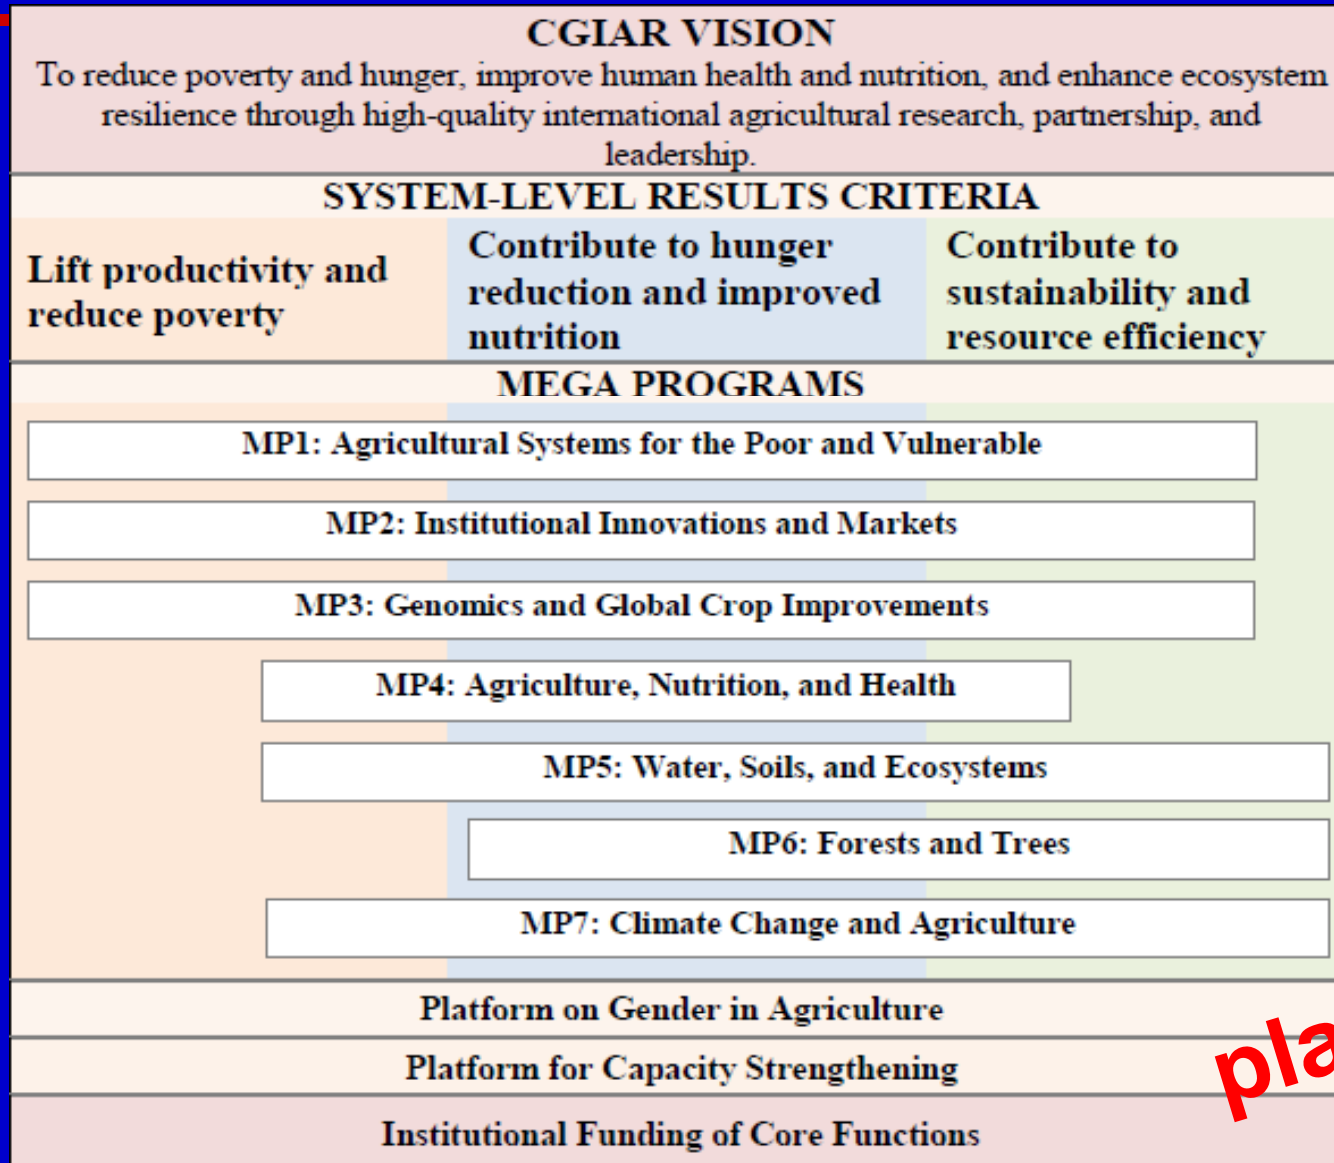 CGIAR VISION
To reduce poverty and hunger, improve human health and nutrition, and enhance ecosystem
resilience through high-quality international agricultural research, partnership, and
leadership.
SYSTEM-LEVEL RESULTS CRITERIA
Lift productivity and
reduce poverty
Contribute to hunger
reduction and improved
nutrition
Contribute to
sustainability and
resource efficiency
MEGA PROGRAMS
MP1: Agricultural Systems for the Poor and Vulnerable
MP2: Institutional Innovations and Markets
MP3: Genomics and Global Crop Improvements
MP4: Agriculture, Nutrition, and Health
MP5: Water, Soils, and Ecosystems
MP6: Forests and Trees
MP7: Climate Change and Agriculture
Platform on Gender in Agriculture
Platform for Capacity Strengthening
Institutional Funding of Core Functions